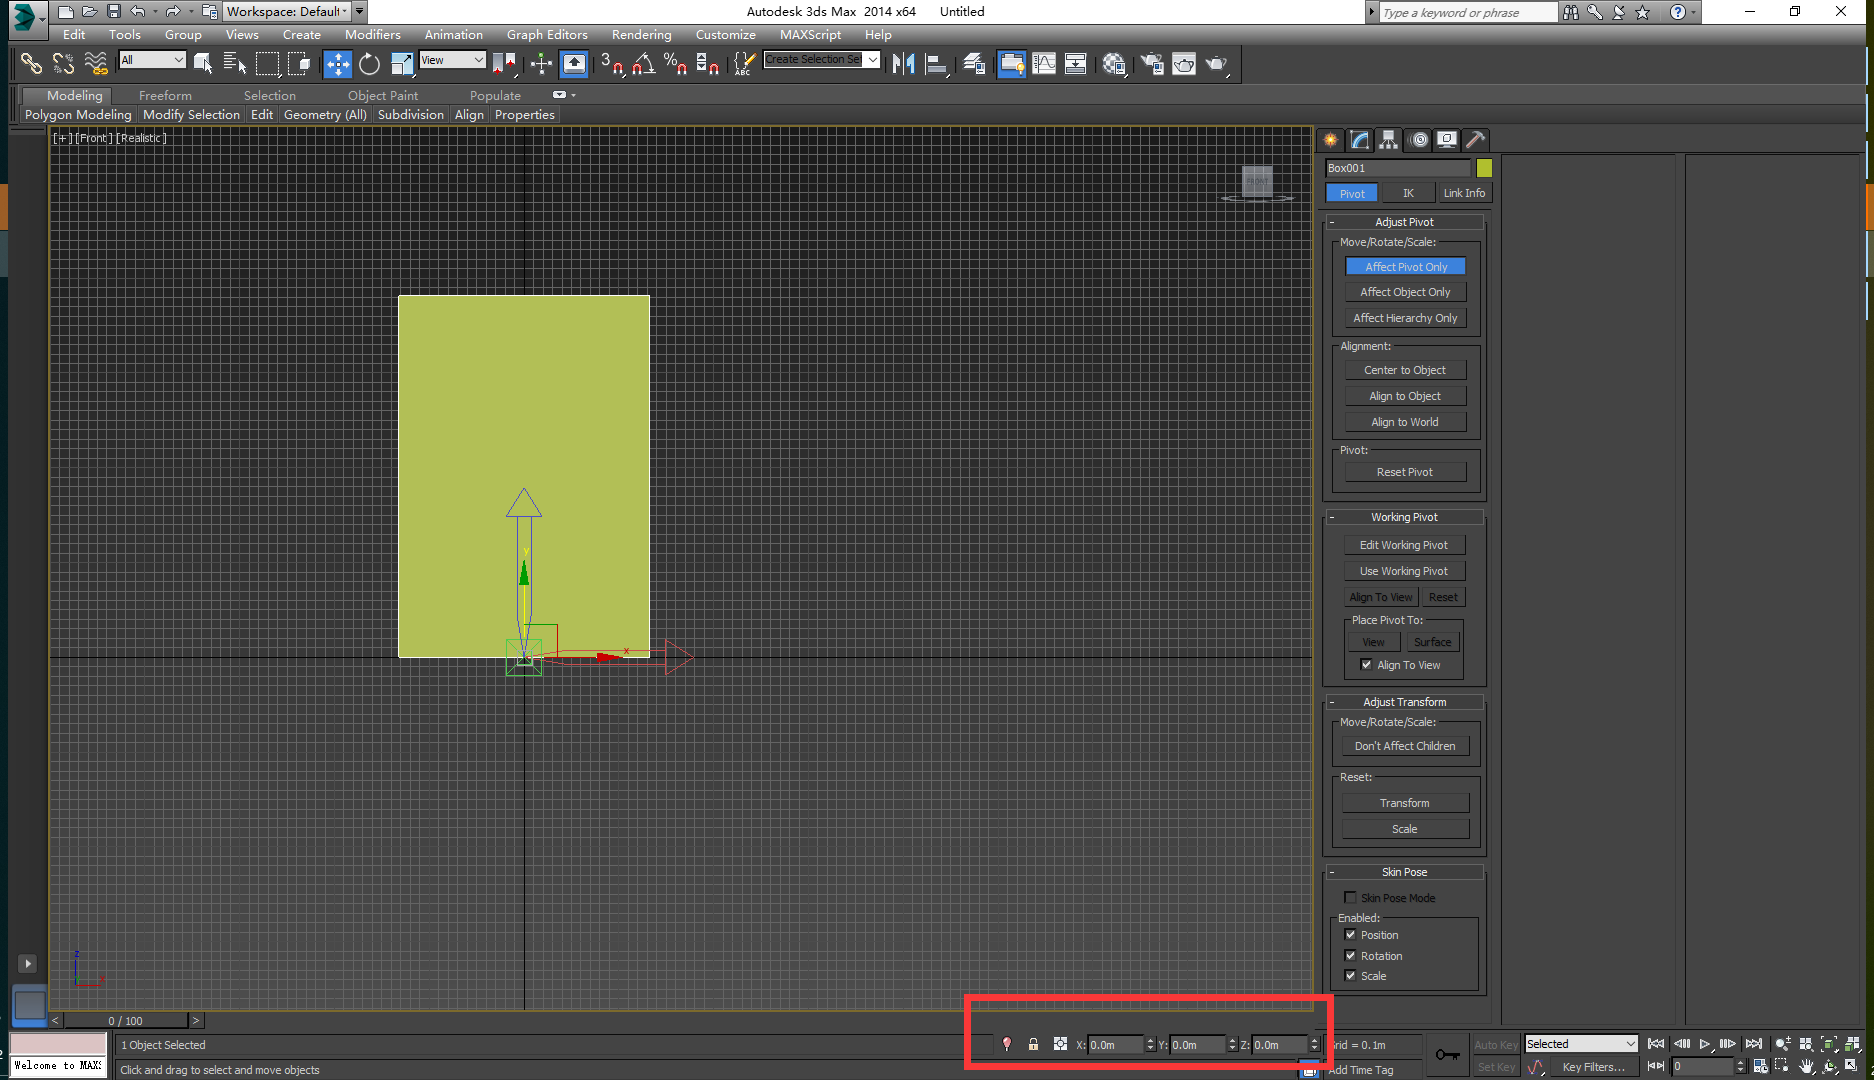 Workspace: Default
Autodesk 3ds Max 2014 x64 Untitled
Type a keyword or phrase
Edit Tools Group Views Create Modifiers Animation Graph Editors Rendering Customize MAXScript Help
All
View
3
%
ABC
Create Selection Set
Modeling Freeform Selection Object Paint Populate
Polygon Modeling Modify Selection Edit Geometry (All) Subdivision Align Properties
[+][Front][Realistic]
FRONT
Box001
Pivot IK Link Info
- Adjust Pivot
Move/Rotate/Scale:
Affect Pivot Only
Affect Object Only
Affect Hierarchy Only
Alignment:
Center to Object
Align to Object
Align to World
Pivot:
Reset Pivot
- Working Pivot
Edit Working Pivot
Use Working Pivot
Align To View Reset
Place Pivot To:
View Surface
Align To View
- Adjust Transform
Move/Rotate/Scale:
Don't Affect Children
Reset:
Transform
Scale
- Skin Pose
Skin Pose Mode
Enabled:
Position
Rotation
Scale
y
x
z
x
< 0 / 100 >
1 Object Selected
X: 0.0m Y: 0.0m Z: 0.0m
Grid = 0.1m
Auto Key
Selected
Welcome to MAX:
Click and drag to select and move objects
Add Time Tag
Set Key
Key Filters...
0